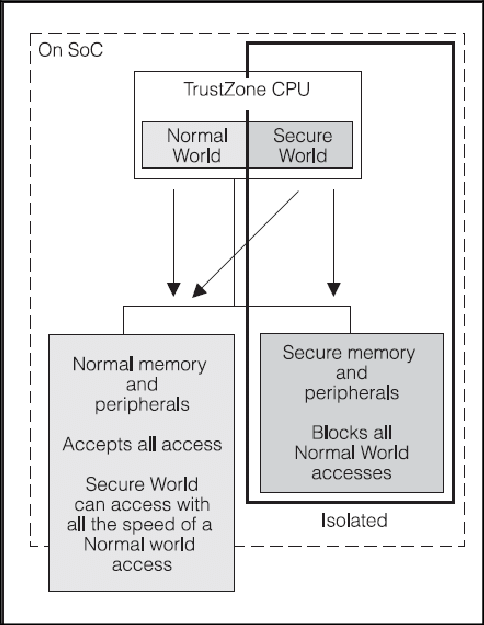 On SoC
TrustZone CPU
Normal
World
Secure
World
Normal memory
and
peripherals
Accepts all access
Secure World
can access with
all the speed of a
Normal world
access
Secure memory
and
peripherals
Blocks all
Normal World
accesses
Isolated